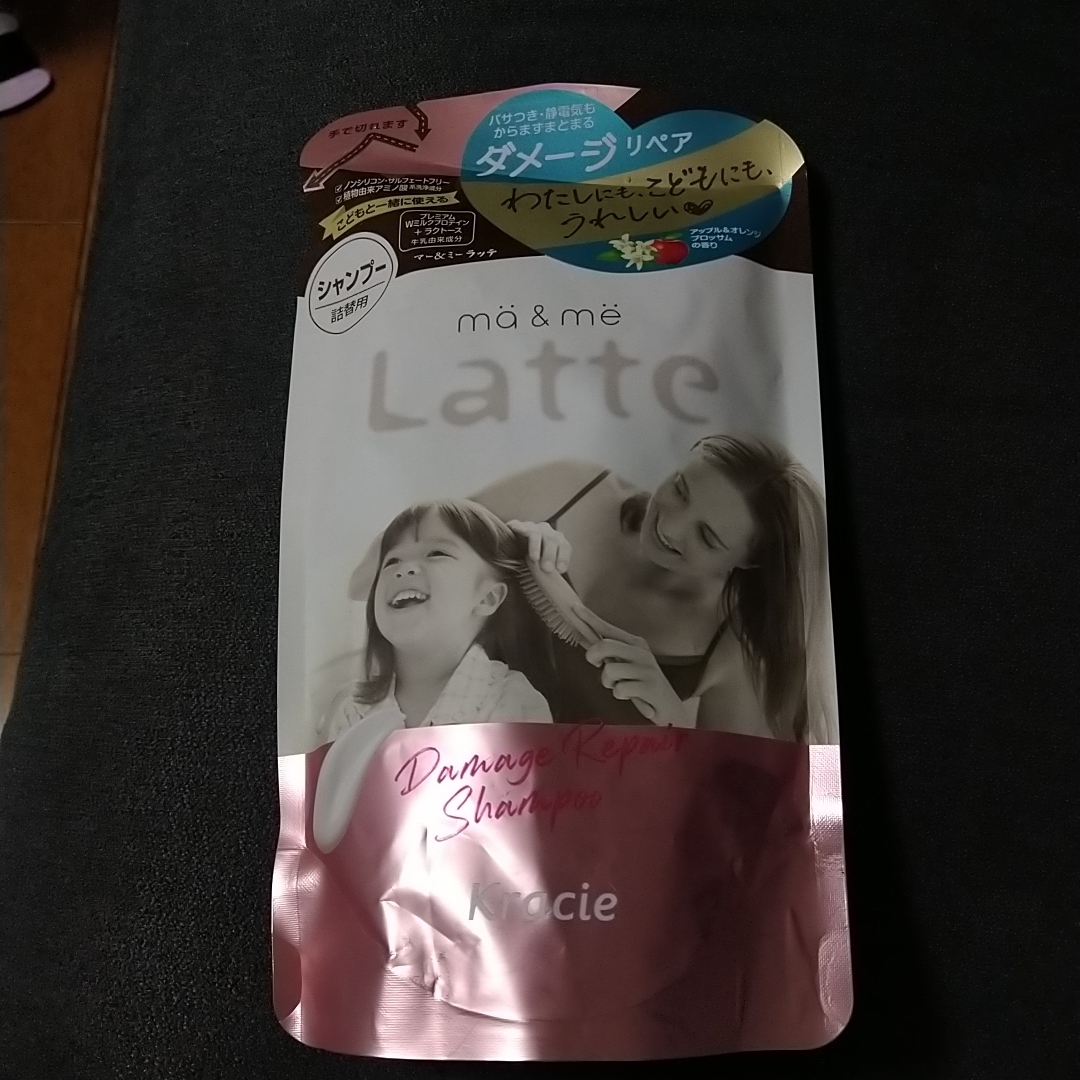 手で切れます
パサつき・静電気も
からますまとまる
ダメージリペア
わたしにも、こどもにも、
うれしい
アップル&オレンジ
ブロッサム
の香り
ノンシリコン・サルフェートフリー
植物由来アミノ酸系洗浄成分
こどもと一緒に使える
プレミアム
Wミルクプロテイン
+ラクトース
牛乳由来成分
マー&ミー ラッテ
シャンプー
詰替用
mä & më
Latte
Damage Repair
Shampoo
Kracie